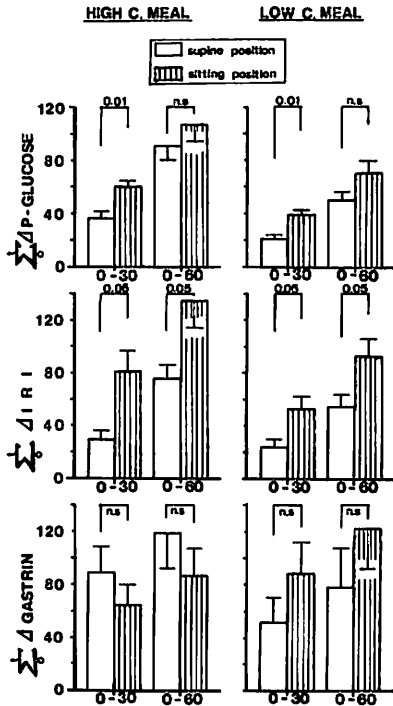 HIGH C. MEAL LOW C. MEAL
supine position
sitting position
0.01 n.s 0.01 n.s
120
80
40
0
ΔP-GLUCOSE
0-30 0-60 0-30 0-60
0.05 0.05 0.05 0.05
120
80
40
0
Δ I R I
0-30 0-60 0-30 0-60
n.s n.s n.s n.s
120
80
40
0
Δ GASTRIN
0-30 0-60 0-30 0-60